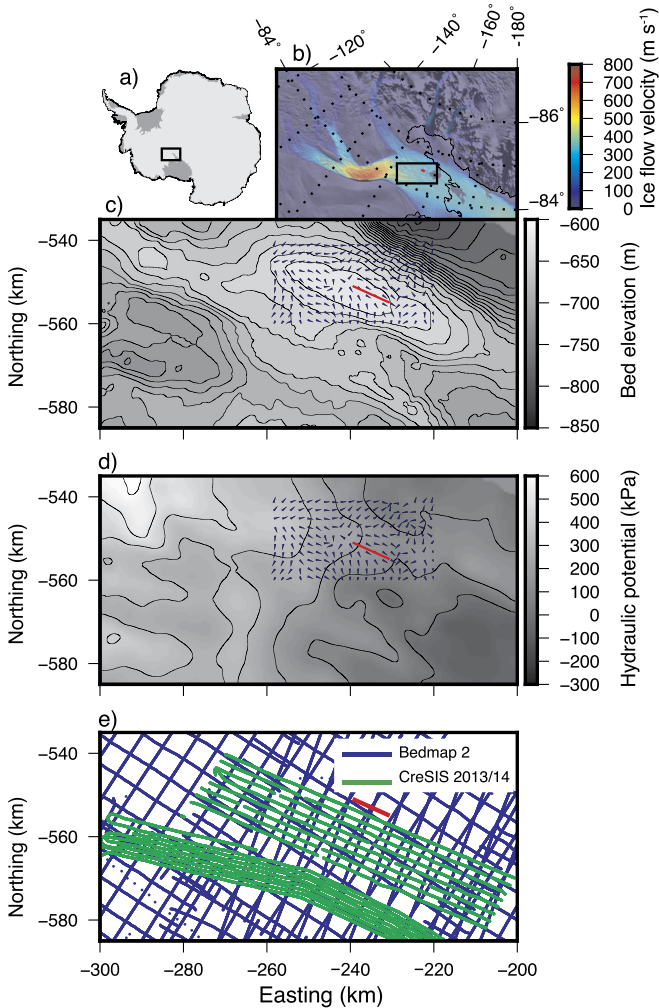 −84° −120° −140° −160° −180°
a) b)
−86°
−84°
800
700
600
500
400
300
200
100
0
Ice flow velocity (m s⁻¹)
c)
−540
−560
−580
Northing (km)
−600
−650
−700
−750
−800
−850
Bed elevation (m)
d)
−540
−560
−580
Northing (km)
600
500
400
300
200
100
0
−100
−200
−300
Hydraulic potential (kPa)
e)
Bedmap 2
CreSIS 2013/14
−540
−560
−580
Northing (km)
−300 −280 −260 −240 −220 −200
Easting (km)